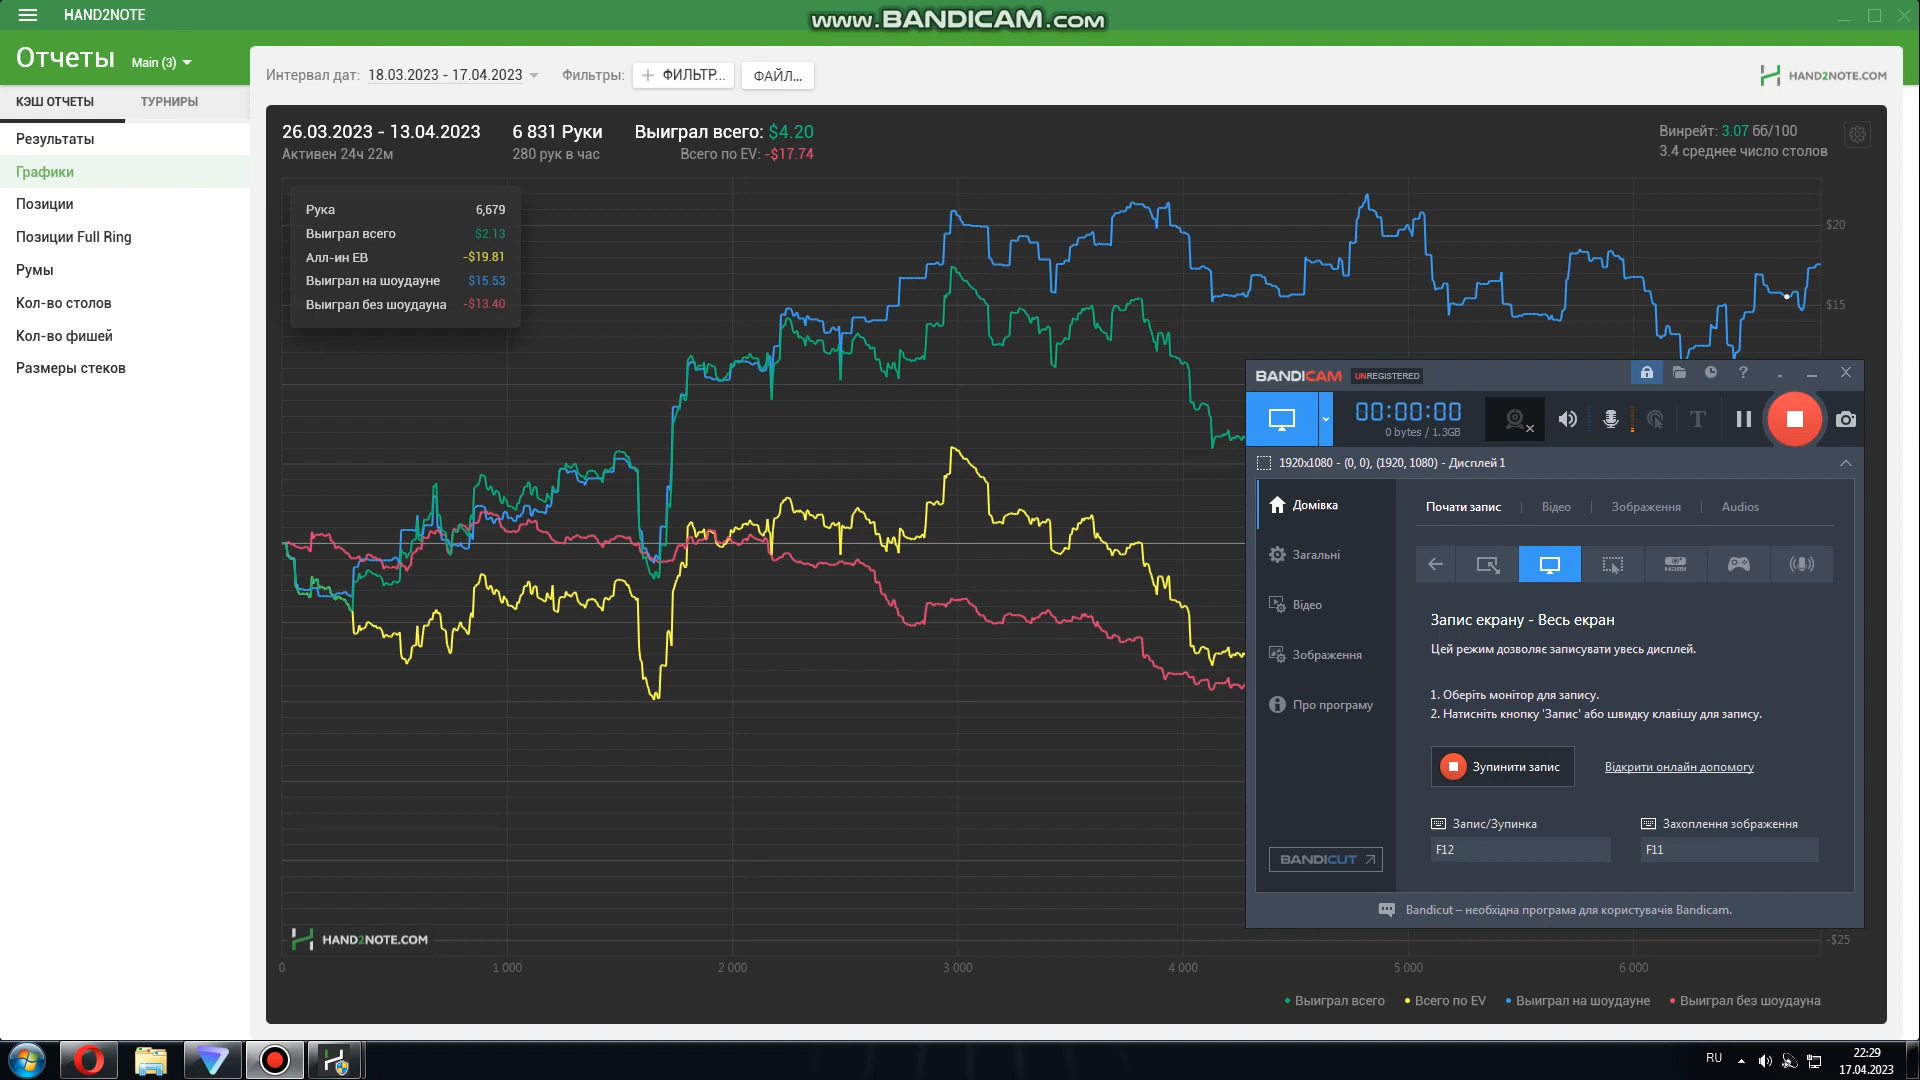 HAND2NOTE
www.BANDICAM.com
Отчеты Main (3)
КЭШ ОТЧЕТЫ
ТУРНИРЫ
Результаты
Графики
Позиции
Позиции Full Ring
Румы
Кол-во столов
Кол-во фишей
Размеры стеков
Интервал дат: 18.03.2023 - 17.04.2023
Фильтры:
ФИЛЬТР...
ФАЙЛ...
HAND2NOTE.COM
26.03.2023 - 13.04.2023
6 831 Руки
Выиграл всего: $4.20
Активен 24ч 22м
280 рук в час
Всего по EV: -$17.74
Винрейт: 3.07 бб/100
3.4 среднее число столов
Рука 6,679
Выиграл всего $2.13
Алл-ин ЕВ -$19.81
Выиграл на шоудауне $15.53
Выиграл без шоудауна -$13.40
$20
$15
-$25
BANDICAM UNREGISTERED
00:00:00
0 bytes / 1.3GB
1920x1080 - (0, 0), (1920, 1080) - Дисплей 1
Домівка
Загальні
Відео
Зображення
Про програму
BANDICUT
Почати запис
Відео
Зображення
Audios
HDMI
Запис екрану - Весь екран
Цей режим дозволяє записувати увесь дисплей.
1. Оберіть монітор для запису.
2. Натисніть кнопку 'Запис' або швидку клавішу для запису.
Зупинити запис
Відкрити онлайн допомогу
Запис/Зупинка
Захоплення зображення
F12
F11
Bandicut – необхідна програма для користувачів Bandicam.
HAND2NOTE.COM
0
1 000
2 000
3 000
4 000
5 000
6 000
Выиграл всего
Всего по EV
Выиграл на шоудауне
Выиграл без шоудауна
RU
22:29
17.04.2023